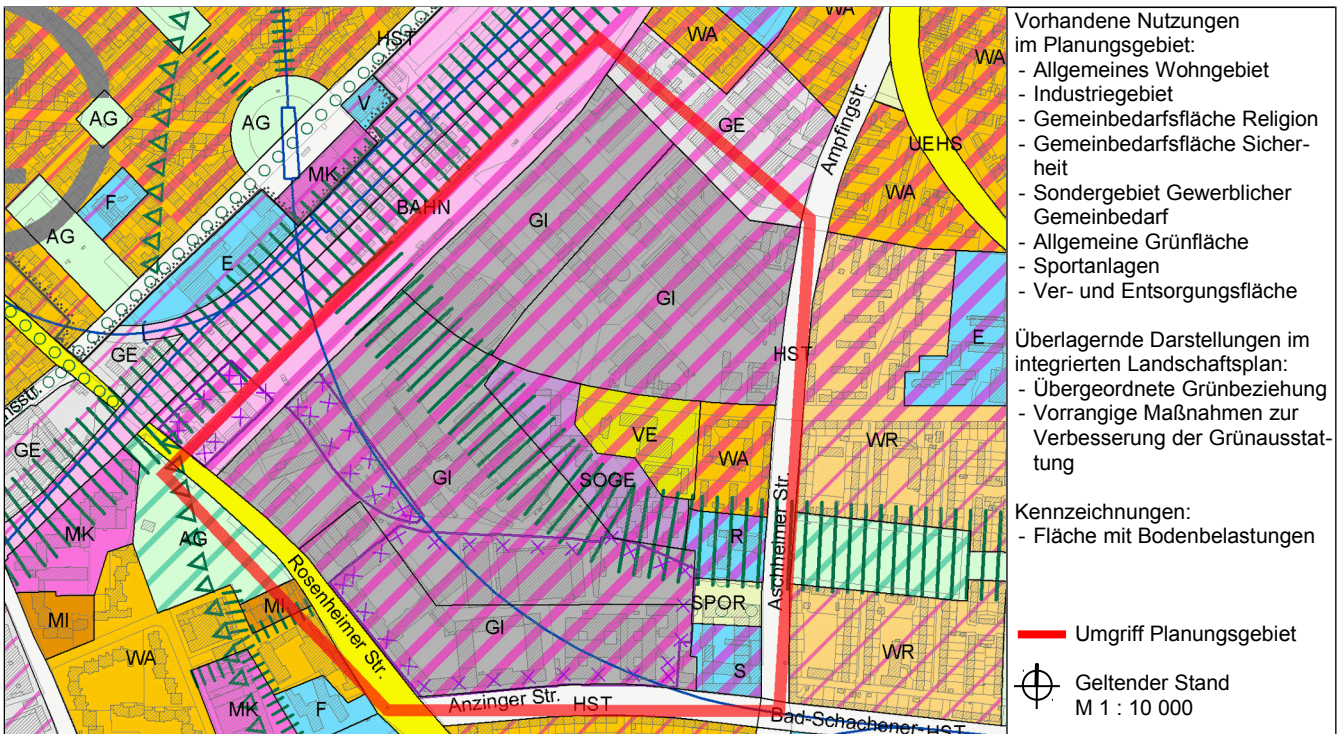 HST
WA
WA
WA
V
AG
AG
GE
UEHS
Ampfingstr.
MK
WA
F
BAHN
GI
AG
E
GI
GE
HST
E
isstr.
GE
VE
WA
WR
GI
SOGE
Aschheimer Str.
MK
AG
R
Rosenheimer Str.
SPOR
MI
MI
GI
WA
WR
S
MK
F
Anzinger Str.
HST
Bad-Schachener-HST
Vorhandene Nutzungen
im Planungsgebiet:
- Allgemeines Wohngebiet
- Industriegebiet
- Gemeinbedarfsfläche Religion
- Gemeinbedarfsfläche Sicher-
heit
- Sondergebiet Gewerblicher
Gemeinbedarf
- Allgemeine Grünfläche
- Sportanlagen
- Ver- und Entsorgungsfläche
Überlagernde Darstellungen im
integrierten Landschaftsplan:
- Übergeordnete Grünbeziehung
- Vorrangige Maßnahmen zur
Verbesserung der Grünausstat-
tung
Kennzeichnungen:
- Fläche mit Bodenbelastungen
Umgriff Planungsgebiet
Geltender Stand
M 1 : 10 000